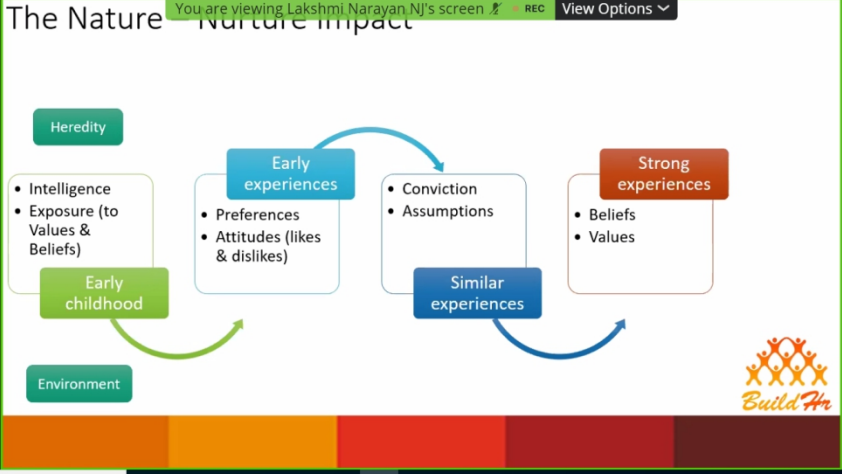 You are viewing Lakshmi Narayan NJ's screen
REC
View Options
The Nature – Nurture Impact
Heredity
• Intelligence
• Exposure (to
Values &
Beliefs)
Early
childhood
Early
experiences
• Preferences
• Attitudes (likes
& dislikes)
• Conviction
• Assumptions
Similar
experiences
Strong
experiences
• Beliefs
• Values
Environment
Build Hr